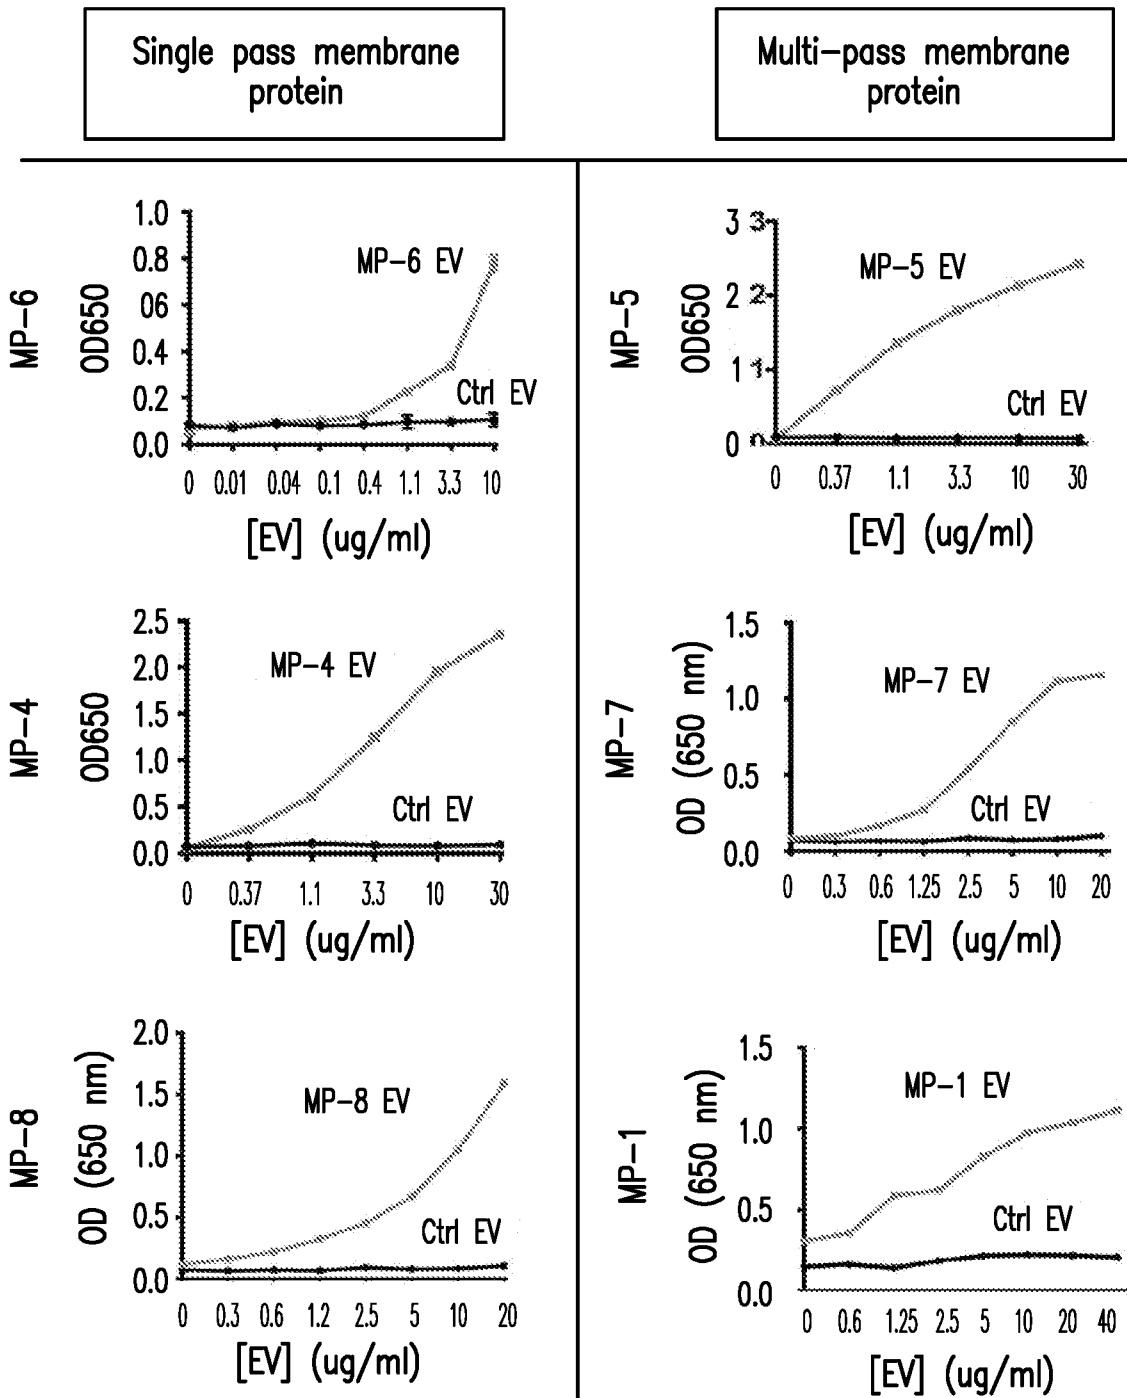 Single pass membrane
protein
Multi-pass membrane
protein
MP-6
OD650
1.0
0.8
06
0.4
0.2
0.0
MP-6 EV
Ctrl EV
0 0.01 0.04 0.1 0.4 1.1 3.3 10
[EV] (ug/ml)
MP-5
OD650
3 3
2 2
1 1
0 0
MP-5 EV
Ctrl EV
0 0.37 1.1 3.3 10 30
[EV] (ug/ml)
MP-4
OD650
2.5
2.0
1.5
1.0
0.5
0.0
MP-4 EV
Ctrl EV
0 0.37 1.1 3.3 10 30
[EV] (ug/ml)
MP-7
OD (650 nm)
1.5
1.0
0.5
0.0
MP-7 EV
Ctrl EV
0 0.3 0.6 1.25 2.5 5 10 20
[EV] (ug/ml)
MP-8
OD (650 nm)
2.0
1.5
1.0
0.5
0.0
MP-8 EV
Ctrl EV
0 0.3 0.6 1.2 2.5 5 10 20
[EV] (ug/ml)
MP-1
OD (650 nm)
1.5
1.0
0.5
0.0
MP-1 EV
Ctrl EV
0 0.6 1.25 2.5 5 10 20 40
[EV] (ug/ml)